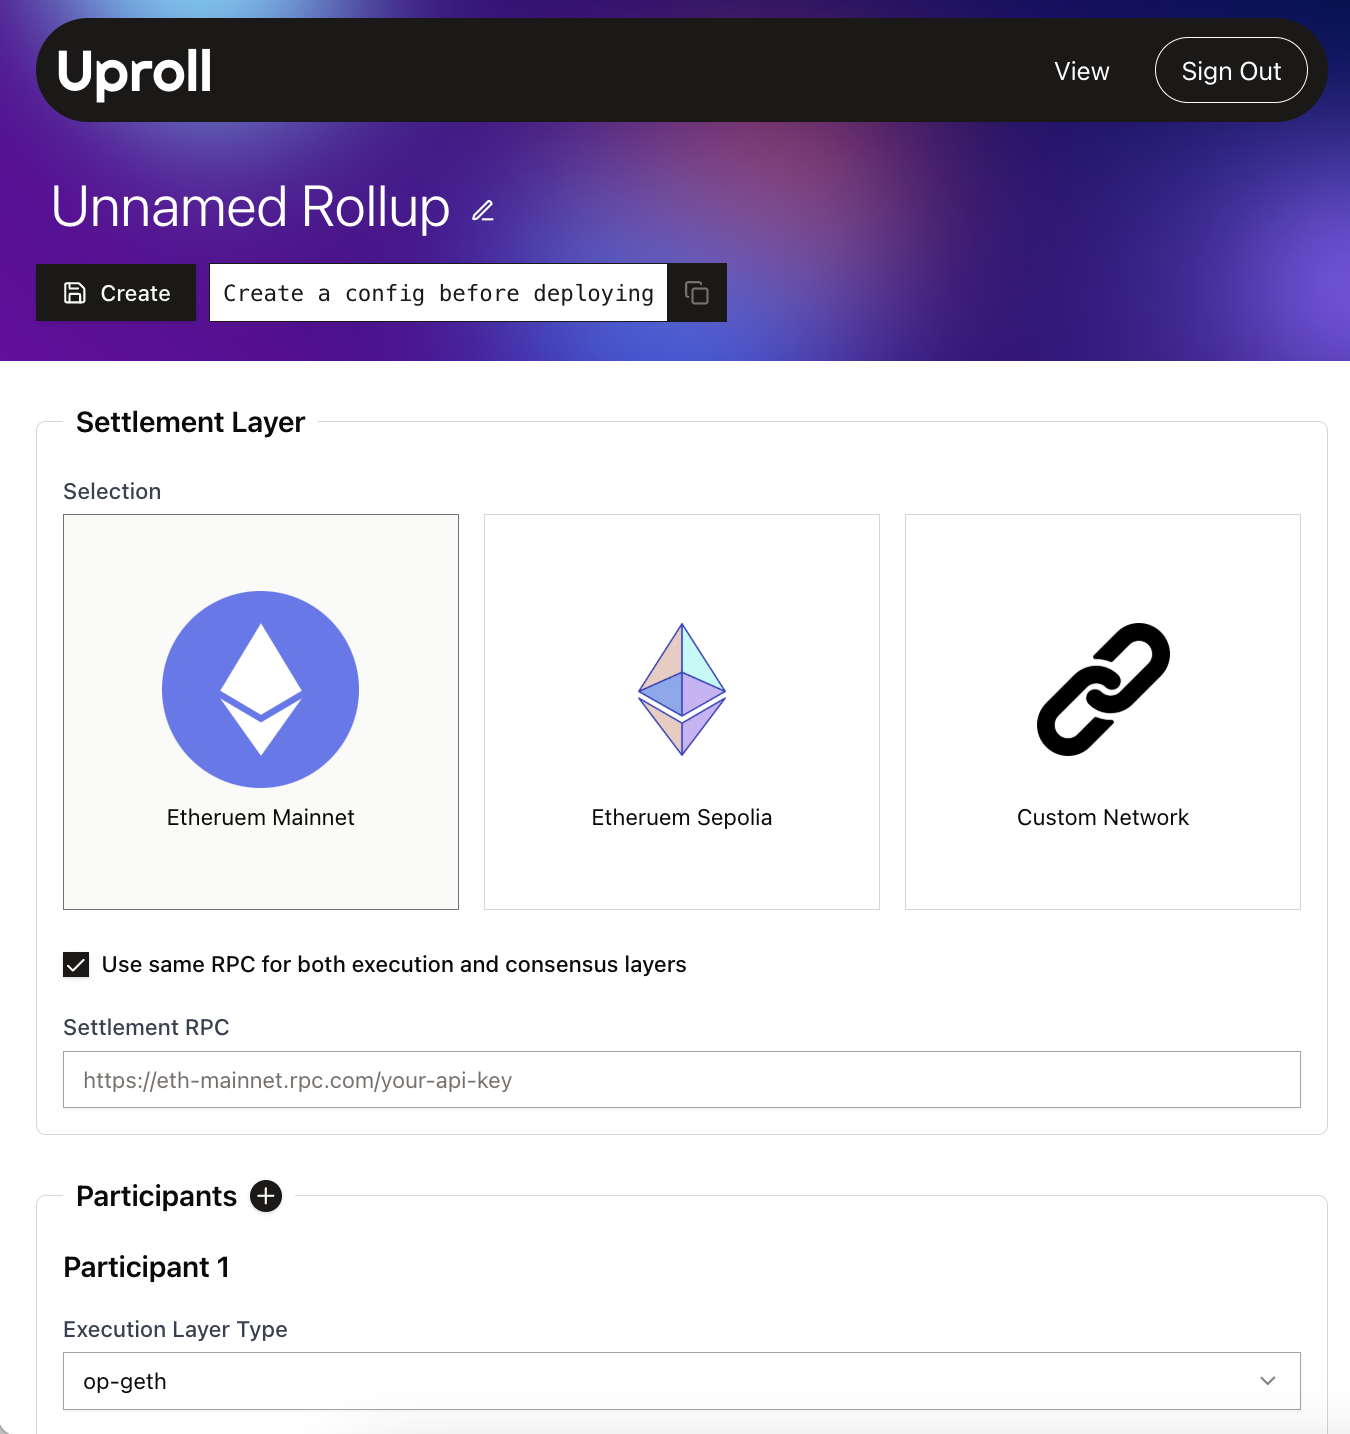 Uproll
View
Sign Out
Unnamed Rollup
Create
Create a config before deploying
Settlement Layer
Selection
Etheruem Mainnet
Etheruem Sepolia
Custom Network
Use same RPC for both execution and consensus layers
Settlement RPC
https://eth-mainnet.rpc.com/your-api-key
Participants
Participant 1
Execution Layer Type
op-geth